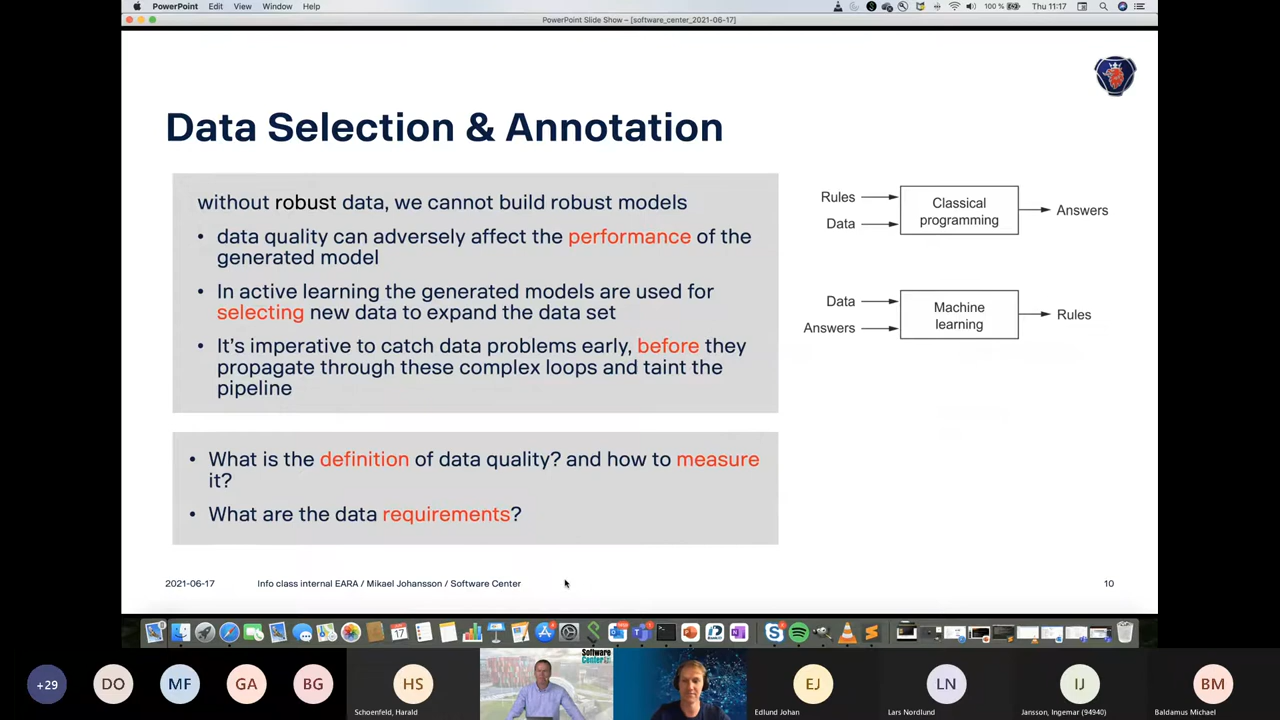 PowerPoint Edit View Window Help
100 % Thu 11:17
PowerPoint Slide Show – [software_center_2021-06-17]
Data Selection & Annotation
without robust data, we cannot build robust models
• data quality can adversely affect the performance of the
generated model
• In active learning the generated models are used for
selecting new data to expand the data set
• It's imperative to catch data problems early, before they
propagate through these complex loops and taint the
pipeline
• What is the definition of data quality? and how to measure
it?
• What are the data requirements?
Rules
Data
Classical
programming
Answers
Data
Answers
Machine
learning
Rules
2021-06-17 Info class internal EARA / Mikael Johansson / Software Center 10
17
+29 DO MF GA BG HS EJ LN IJ BM
Software
Center
Schoenfeld, Harald Edlund Johan Lars Nordlund Jansson, Ingemar (94940) Baldamus Michael